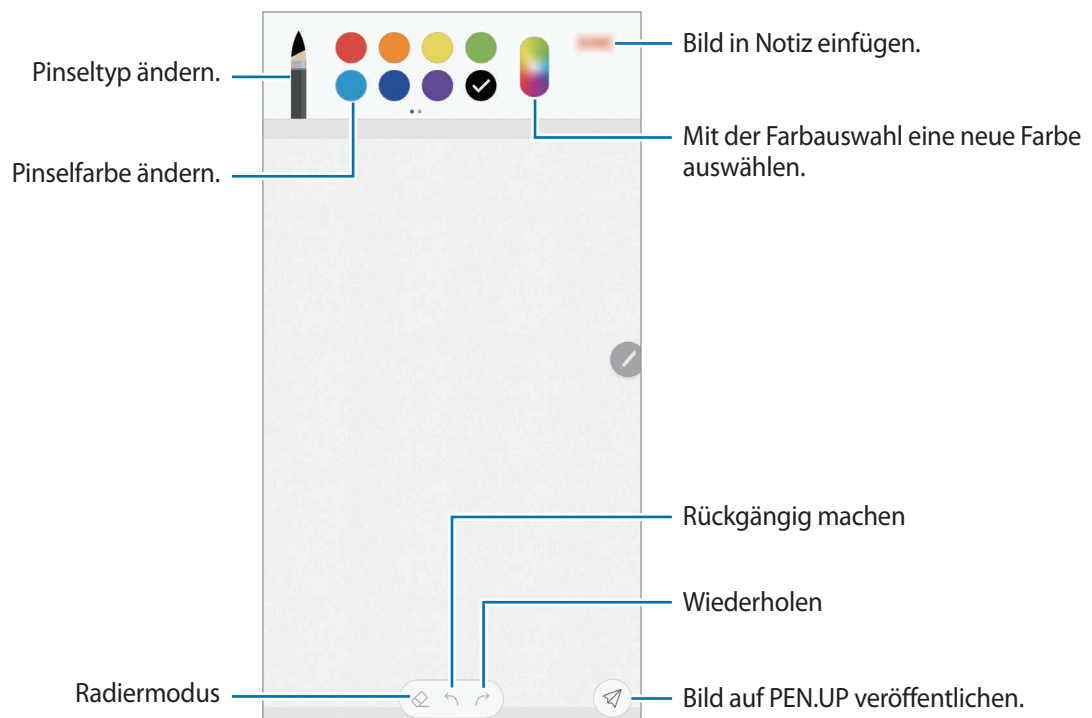 Bild in Notiz einfügen.
Pinseltyp ändern.
Mit der Farbauswahl eine neue Farbe
auswählen.
Pinselfarbe ändern.
Rückgängig machen
Wiederholen
Radiermodus
Bild auf PEN.UP veröffentlichen.